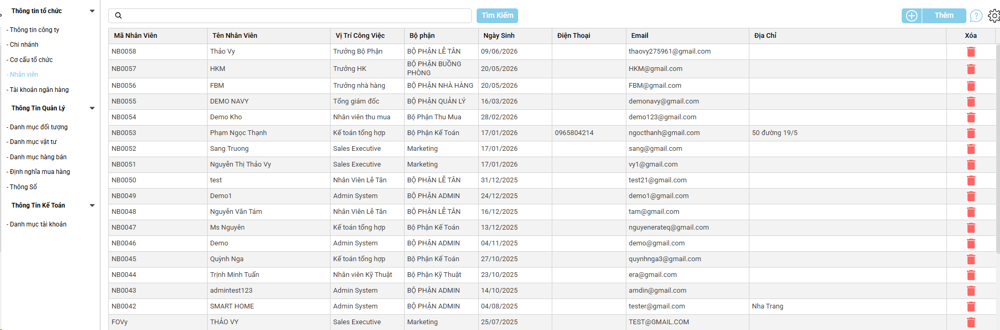 Thông tin tổ chức
- Thông tin công ty
- Chi nhánh
- Cơ cấu tổ chức
- Nhân viên
- Tài khoản ngân hàng
Thông Tin Quản Lý
- Danh mục đối tượng
- Danh mục vật tư
- Danh mục hàng bán
- Định nghĩa mua hàng
- Thông Số
Thông Tin Kế Toán
- Danh mục tài khoản
Tìm Kiếm
Thêm
Mã Nhân Viên Tên Nhân Viên Vị Trí Công Việc Bộ phận Ngày Sinh Điện Thoại Email Địa Chỉ Xóa
NB0058 Thảo Vy Trưởng Bộ Phận BỘ PHẬN LỄ TÂN 09/06/2026 thaovy275961@gmail.com
NB0057 HKM Trưởng HK BỘ PHẬN BUỒNG PHÒNG 20/05/2026 HKM@gmail.com
NB0056 FBM Trưởng nhà hàng BỘ PHẬN NHÀ HÀNG 20/05/2026 FBM@gmail.com
NB0055 DEMO NAVY Tổng giám đốc BỘ PHẬN QUẢN LÝ 16/03/2026 demonavy@gmail.com
NB0054 Demo Kho Nhân viên thu mua Bộ Phận Thu Mua 28/02/2026 demo123@gmail.com
NB0053 Phạm Ngọc Thạnh Kế toán tổng hợp Bộ Phận Kế Toán 17/01/2026 0965804214 ngocthanh@gmail.com 50 đường 19/5
NB0052 Sang Truong Sales Executive Marketing 17/01/2026 sang@gmail.com
NB0051 Nguyễn Thị Thảo Vy Sales Executive Marketing 17/01/2026 vy1@gmail.com
NB0050 test Nhân Viên Lễ Tân BỘ PHẬN LỄ TÂN 31/12/2025 test21@gmail.com
NB0049 Demo1 Admin System BỘ PHẬN ADMIN 24/12/2025 demo1@gmail.com
NB0048 Nguyễn Văn Tám Nhân Viên Lễ Tân BỘ PHẬN LỄ TÂN 16/12/2025 tam@gmail.com
NB0047 Ms Nguyên Kế toán tổng hợp Bộ Phận Kế Toán 13/12/2025 nguyenerateq@gmail.com
NB0046 Demo Admin System BỘ PHẬN ADMIN 04/11/2025 demo@gmail.com
NB0045 Quỳnh Nga Kế toán tổng hợp Bộ Phận Kế Toán 27/10/2025 quynhnga3@gmail.com
NB0044 Trịnh Minh Tuấn Nhân viên Kỹ Thuật Bộ Phận Kỹ Thuật 23/10/2025 era@gmail.com
NB0043 admintest123 Admin System BỘ PHẬN ADMIN 14/10/2025 amdin@gmail.com
NB0042 SMART HOME Admin System BỘ PHẬN ADMIN 04/08/2025 tester@gmail.com Nha Trang
FOVy THẢO VY Sales Executive Marketing 25/07/2025 TEST@GMAIL.COM